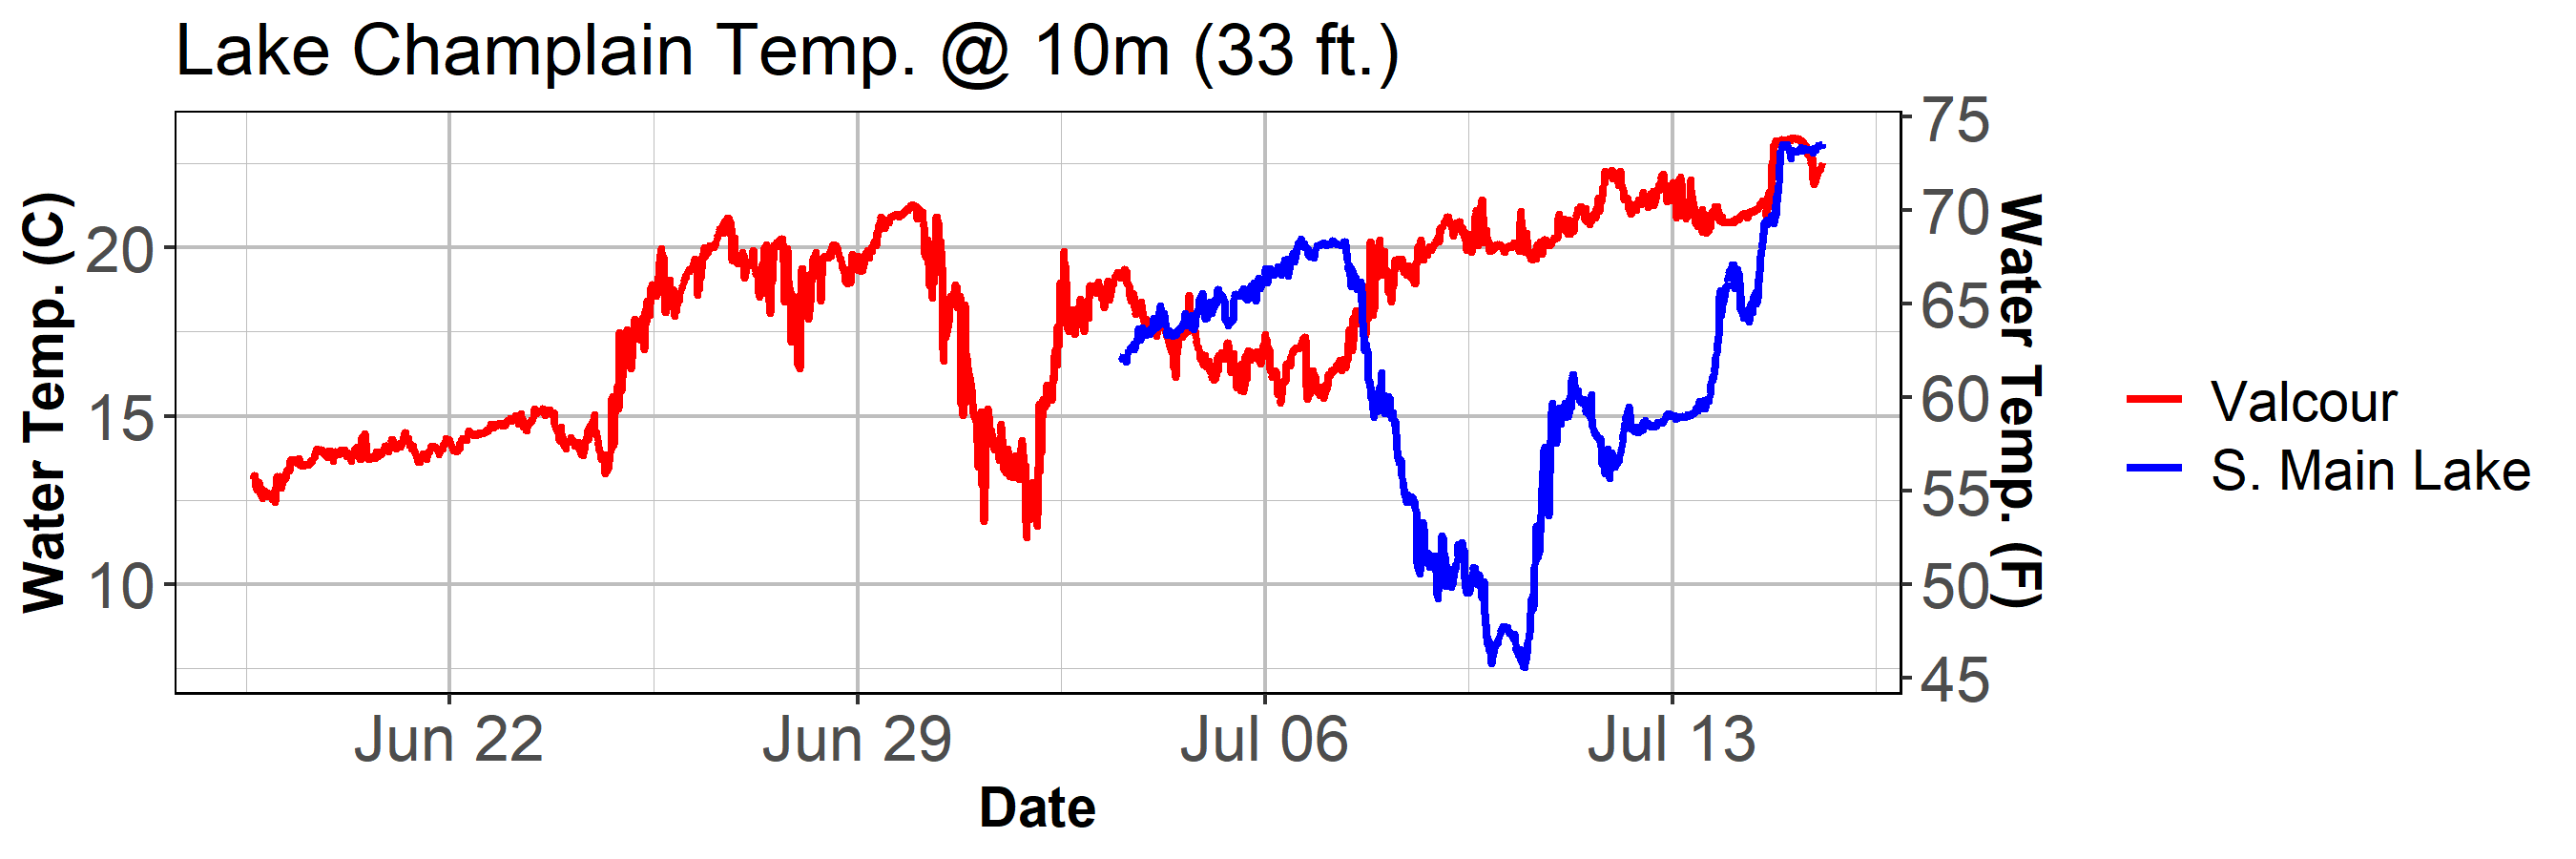 Lake Champlain Temp. @ 10m (33 ft.)
Water Temp. (C)
20
15
10
75
70
65
60
55
50
45
Water Temp. (F)
Jun 22
Jun 29
Jul 06
Jul 13
Date
Valcour
S. Main Lake